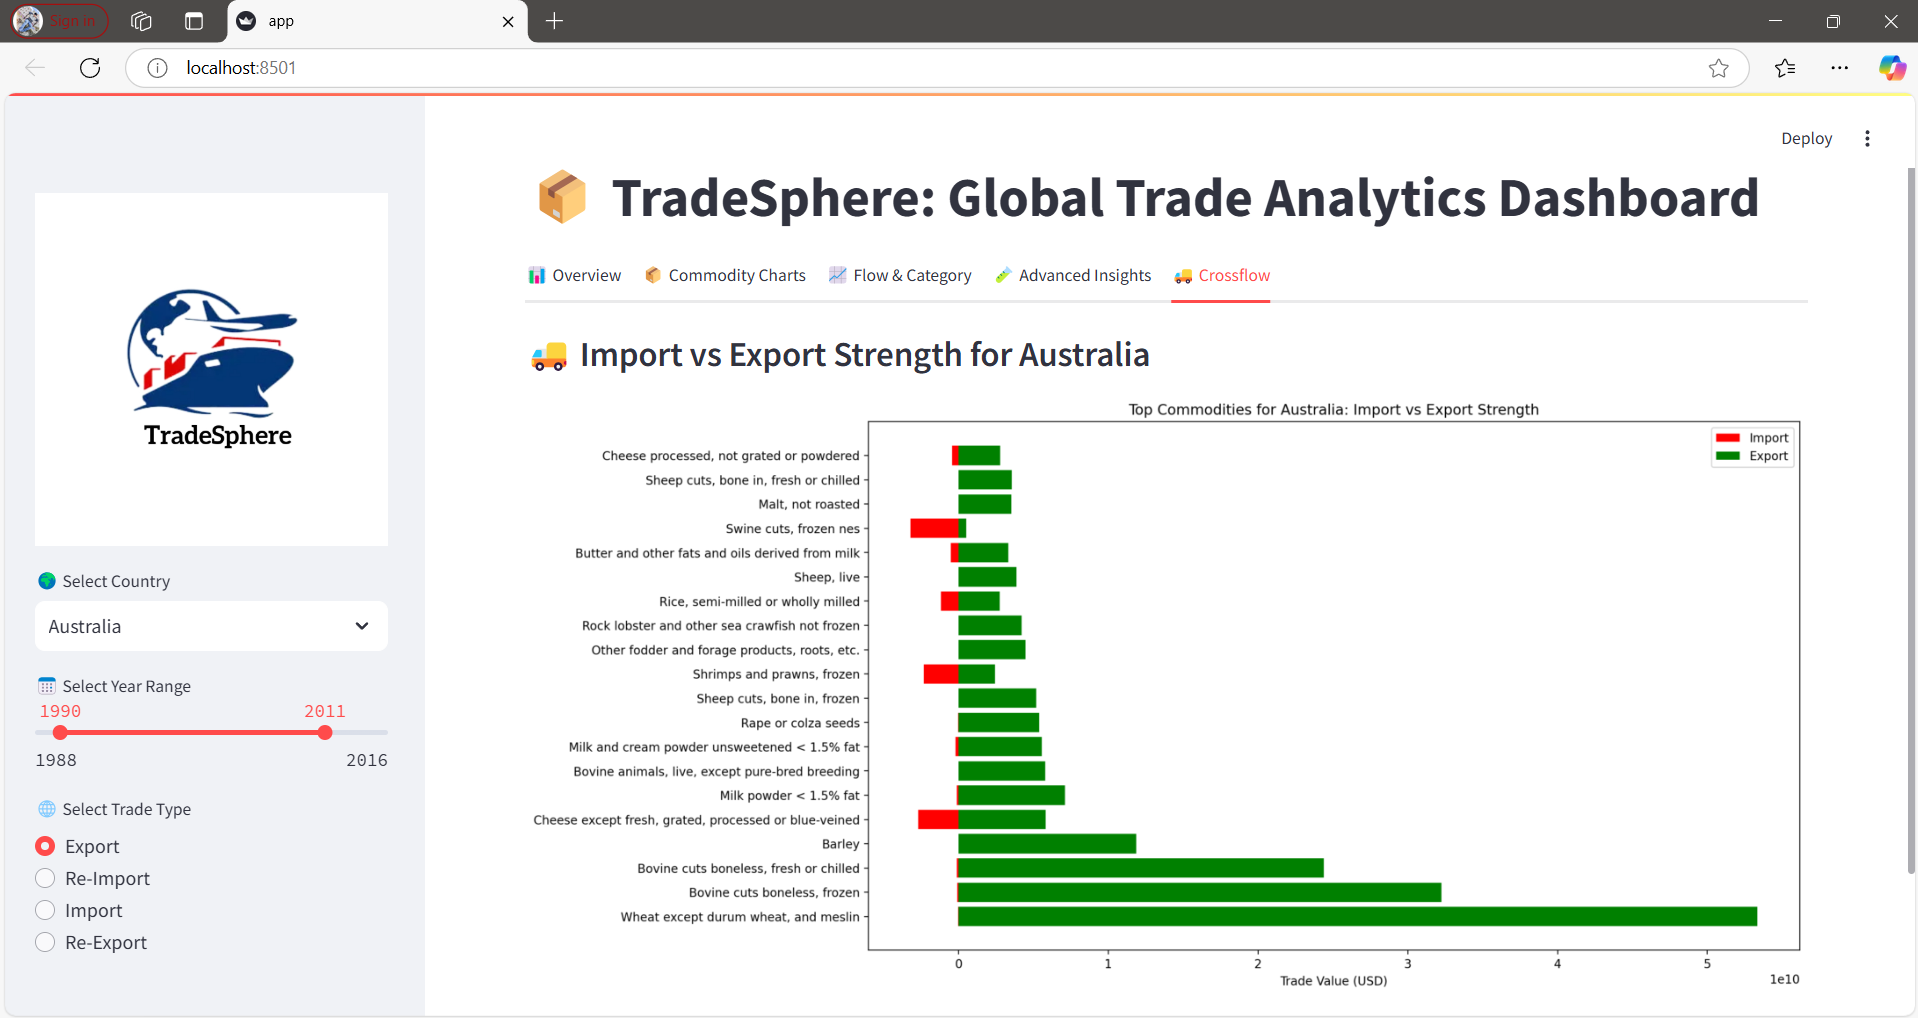 Sign in
app
localhost:8501
Deploy
TradeSphere: Global Trade Analytics Dashboard
Overview Commodity Charts Flow & Category Advanced Insights Crossflow
Import vs Export Strength for Australia
TradeSphere
Select Country
Australia
Select Year Range
1990 2011
1988 2016
Select Trade Type
Export
Re-Import
Import
Re-Export
Top Commodities for Australia: Import vs Export Strength
Import
Export
Cheese processed, not grated or powdered
Sheep cuts, bone in, fresh or chilled
Malt, not roasted
Swine cuts, frozen nes
Butter and other fats and oils derived from milk
Sheep, live
Rice, semi-milled or wholly milled
Rock lobster and other sea crawfish not frozen
Other fodder and forage products, roots, etc.
Shrimps and prawns, frozen
Sheep cuts, bone in, frozen
Rape or colza seeds
Milk and cream powder unsweetened < 1.5% fat
Bovine animals, live, except pure-bred breeding
Milk powder < 1.5% fat
Cheese except fresh, grated, processed or blue-veined
Barley
Bovine cuts boneless, fresh or chilled
Bovine cuts boneless, frozen
Wheat except durum wheat, and meslin
0 1 2 3 4 5
1e10
Trade Value (USD)